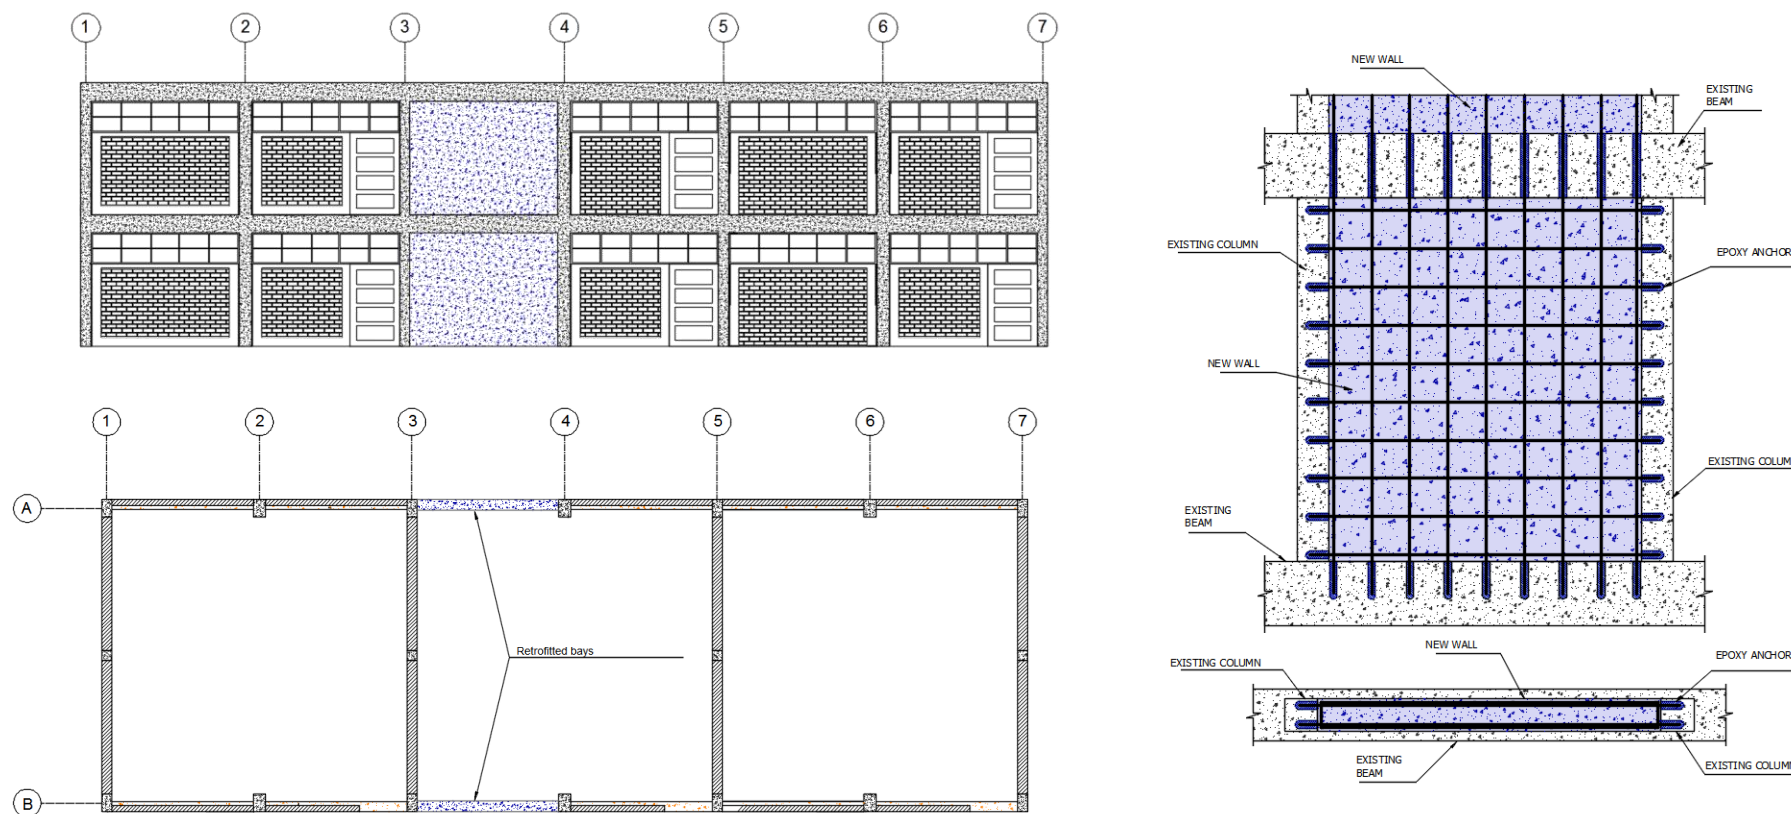 1 2 3 4 5 6 7
1 2 3 4 5 6 7
A
Retrofitted bays
B
NEW WALL
EXISTING
BEAM
EXISTING COLUMN
EPOXY ANCHOR
NEW WALL
EXISTING COLUM
EXISTING
BEAM
NEW WALL
EXISTING COLUMN
EPOXY ANCHOR
EXISTING
BEAM
EXISTING COLUM